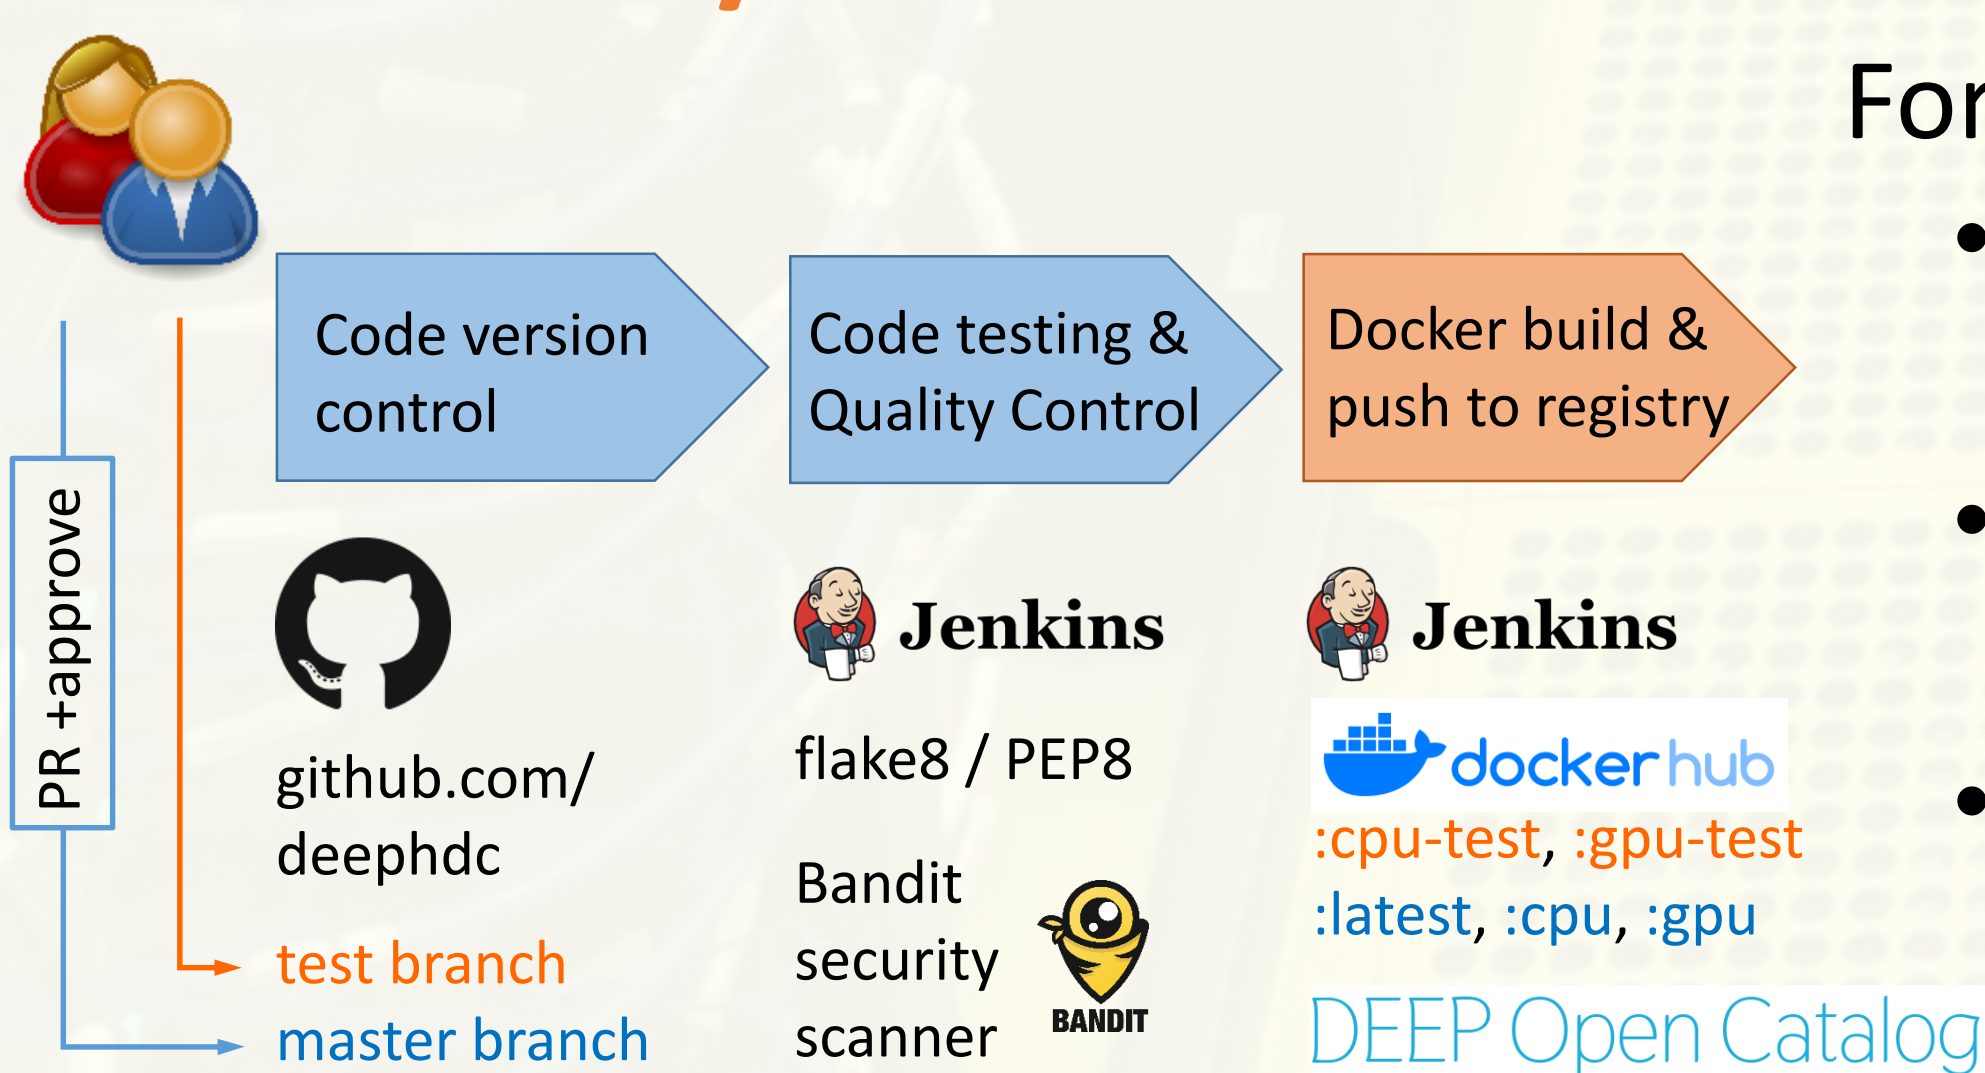 For
Code version
control
Code testing &
Quality Control
Docker build &
push to registry
PR +approve
github.com/
deephdc
test branch
master branch
Jenkins
flake8 / PEP8
Bandit
security
scanner
BANDIT
Jenkins
dockerhub
:cpu-test, :gpu-test
:latest, :cpu, :gpu
DEEP Open Catalog